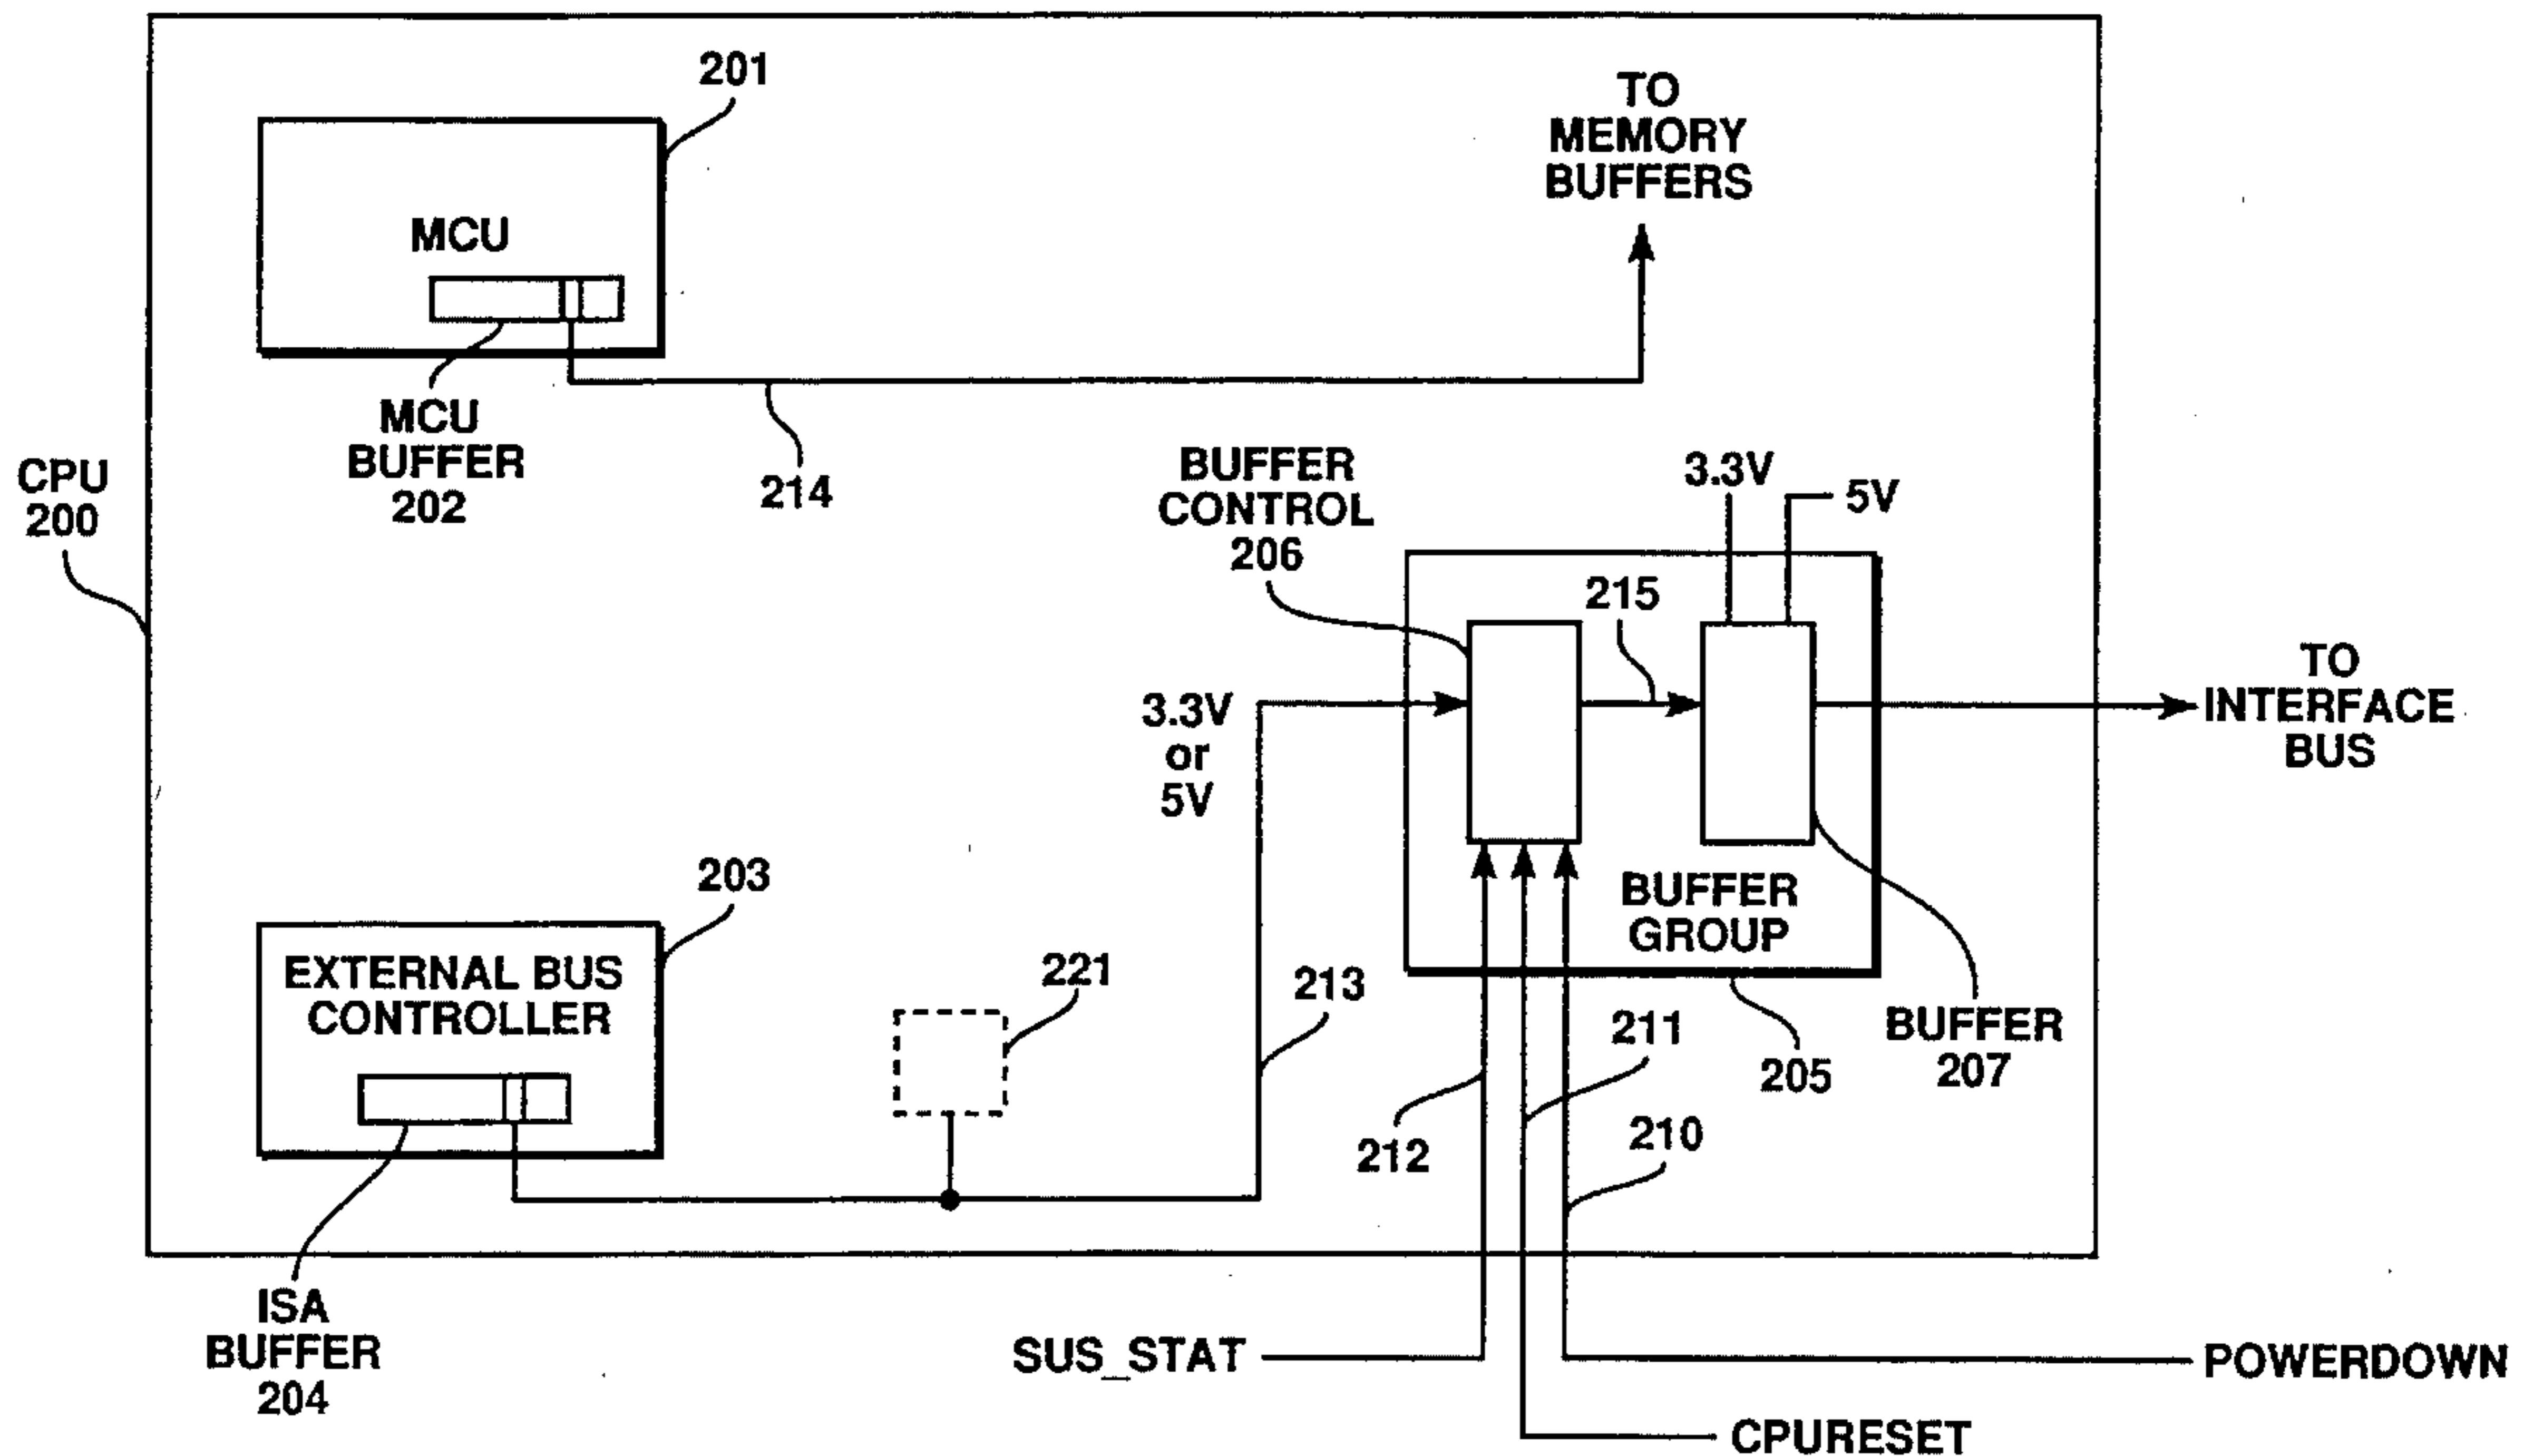 201
TO
MEMORY
BUFFERS
MCU
MCU
BUFFER
202
214
CPU
200
BUFFER
CONTROL
206
3.3V
5V
215
3.3V
or
5V
TO
INTERFACE
BUS
203
EXTERNAL BUS
CONTROLLER
221
213
BUFFER
GROUP
211
205
BUFFER
207
212
210
ISA
BUFFER
204
SUS_STAT
POWERDOWN
CPURESET